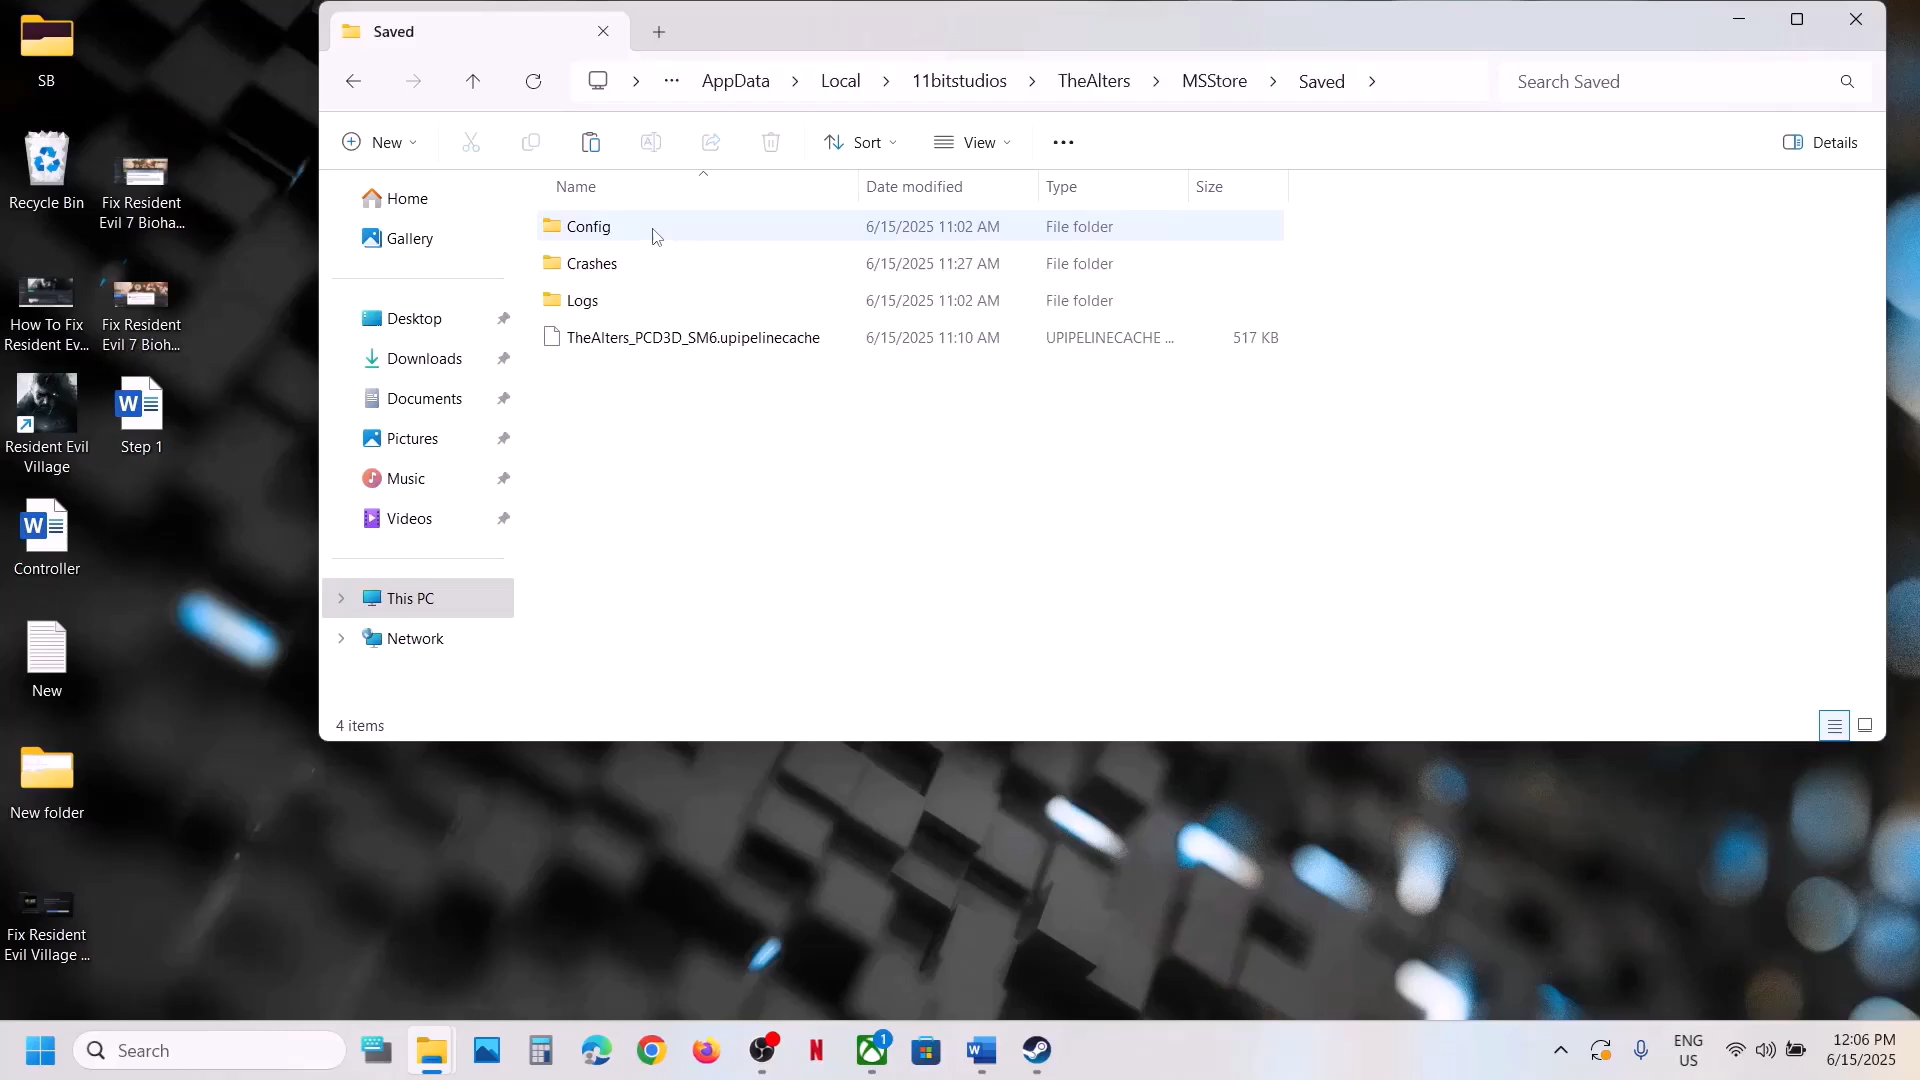 SB
Recycle Bin
Fix Resident
Evil 7 Bioha...
How To Fix
Resident Ev...
Fix Resident
Evil 7 Bioh...
Resident Evil
Village
Step 1
Controller
New
New folder
Fix Resident
Evil Village ...
Saved
... AppData > Local > 11bitstudios > TheAlters > MSStore > Saved >
Search Saved
New
Sort
View
...
Details
Home
Gallery
Desktop
Downloads
Documents
Pictures
Music
Videos
This PC
Network
Name Date modified Type Size
Config 6/15/2025 11:02 AM File folder
Crashes 6/15/2025 11:27 AM File folder
Logs 6/15/2025 11:02 AM File folder
TheAlters_PCD3D_SM6.upipelinecache 6/15/2025 11:10 AM UPIPELINECACHE ... 517 KB
4 items
Search
1
ENG
US
12:06 PM
6/15/2025